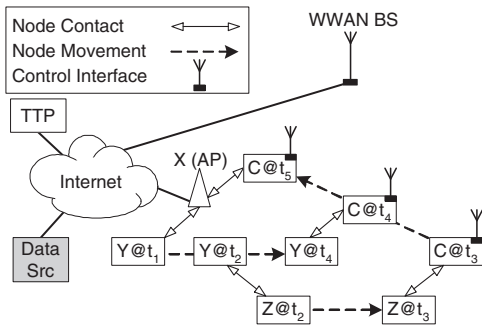 Node Contact
Node Movement
Control Interface
WWAN BS
TTP
X (AP)
Internet
C@t5
C@t4
Data
Src
Y@t1
Y@t2
Y@t4
C@t3
Z@t2
Z@t3